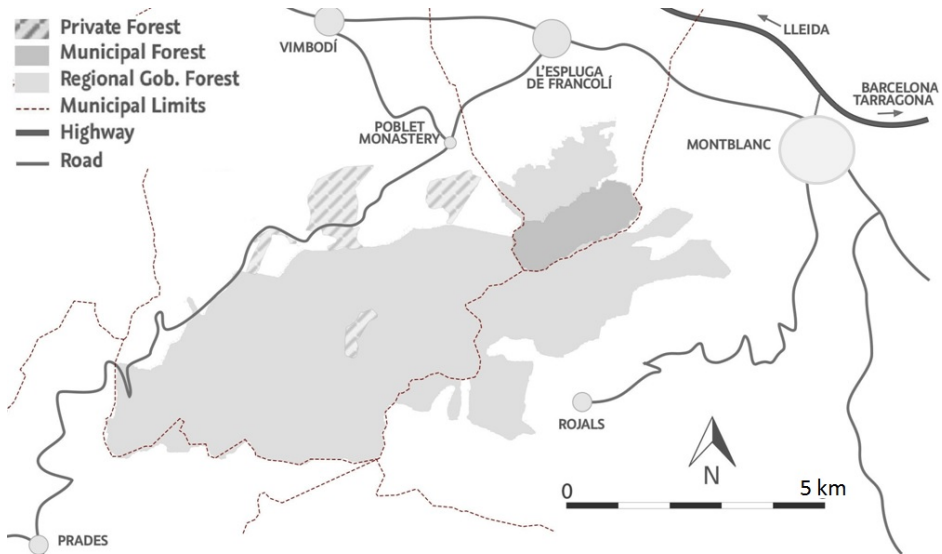 Private Forest
Municipal Forest
Regional Gob. Forest
Municipal Limits
Highway
Road
VIMBODÍ
L'ESPLUGA
DE FRANCOLÍ
LLEIDA
BARCELONA
TARRAGONA
POBLET
MONASTERY
MONTBLANC
ROJALS
N
0
5 km
PRADES